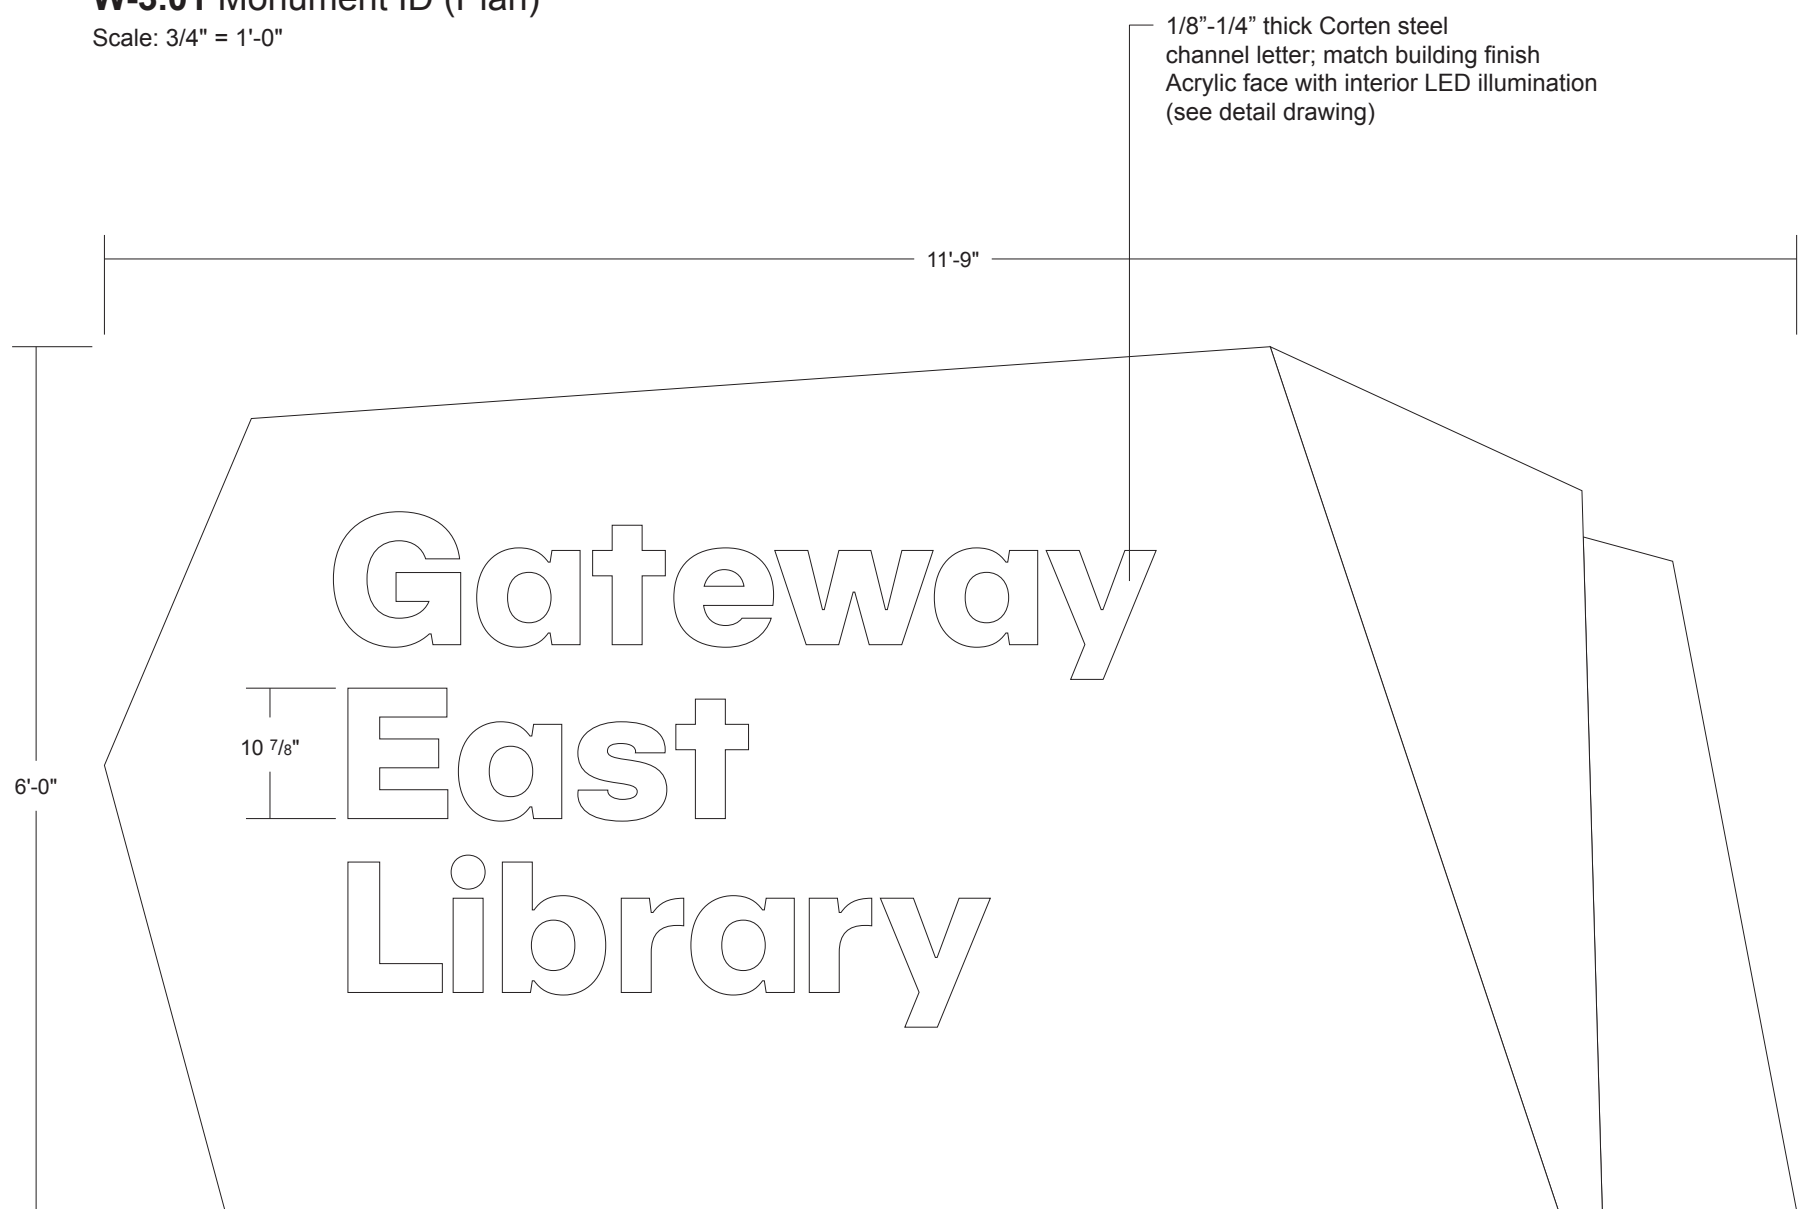 W-3.01 Monument ID (Plan)
Scale: 3/4" = 1'-0"
1/8”-1/4” thick Corten steel
channel letter; match building finish
Acrylic face with interior LED illumination
(see detail drawing)
11'-9"
Gateway
East
10 7/8"
6'-0"
Library